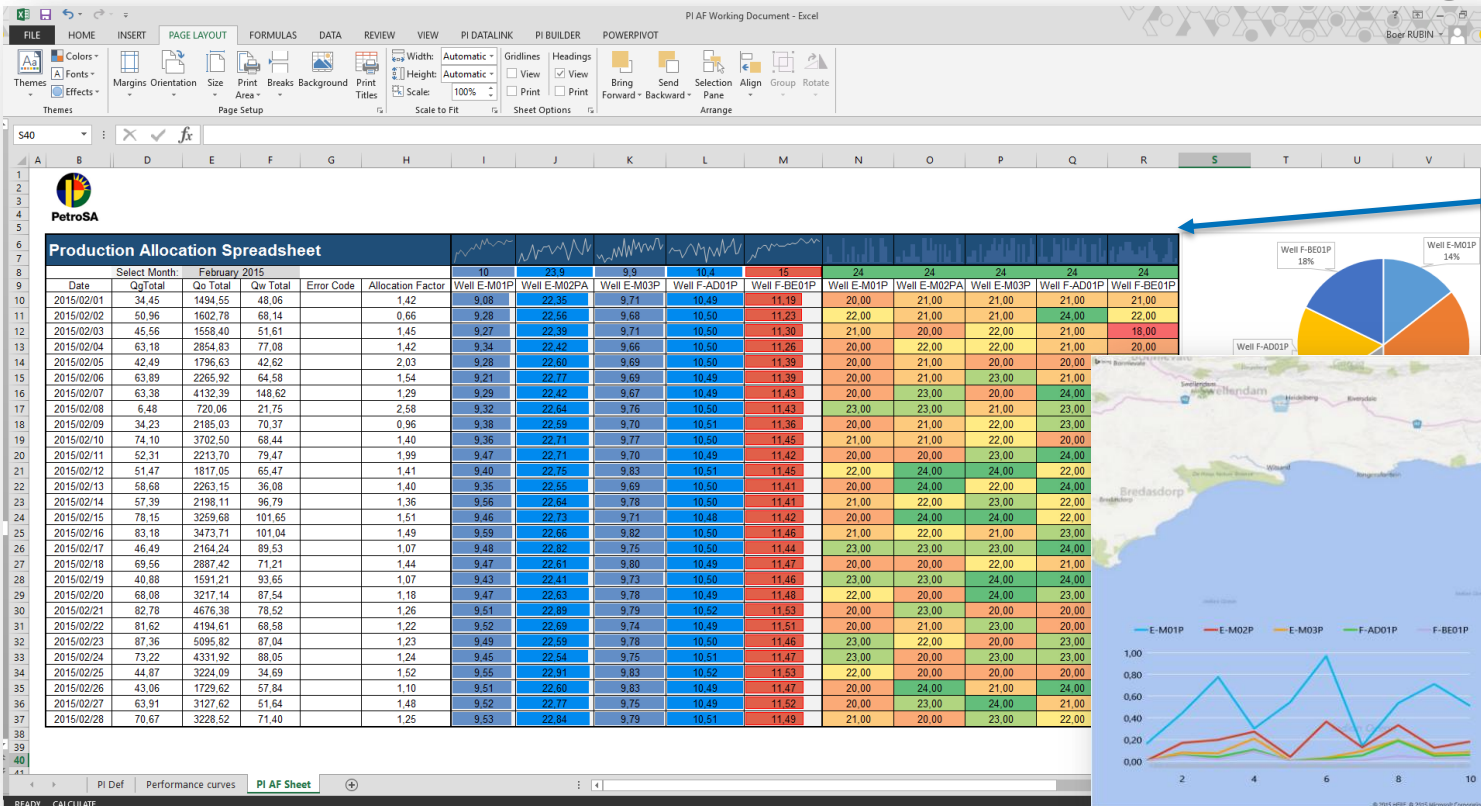 PI AF Working Document - Excel
FILE HOME INSERT PAGE LAYOUT FORMULAS DATA REVIEW VIEW PI DATALINK PI BUILDER POWERPIVOT Boer RUBIN
Colors Width: Automatic Gridlines Headings
Fonts Height: Automatic View View
Themes Effects Margins Orientation Size Print Area Breaks Background Print Titles Scale: 100% Print Print Bring Forward Send Backward Selection Pane Align Group Rotate
Themes Page Setup Scale to Fit Sheet Options Arrange
S40 fx
A B D E F G H I J K L M N O P Q R S T U V
PetroSA
Production Allocation Spreadsheet
Select Month: February 2015 10 23,9 9,9 10,4 15 24 24 24 24 24
Date QgTotal Qo Total Qw Total Error Code Allocation Factor Well E-M01P Well E-M02PA Well E-M03P Well F-AD01P Well F-BE01P Well E-M01P Well E-M02PA Well E-M03P Well F-AD01P Well F-BE01P
2015/02/01 34,45 1494,55 48,06 1,42 9,08 22,35 9,71 10,49 11,19 20,00 21,00 21,00 21,00 21,00
2015/02/02 50,96 1602,78 68,14 0,66 9,28 22,56 9,68 10,50 11,23 22,00 21,00 21,00 24,00 22,00
2015/02/03 45,56 1558,40 51,61 1,45 9,27 22,39 9,71 10,50 11,30 21,00 20,00 22,00 21,00 18,00
2015/02/04 63,18 2854,83 77,08 1,42 9,34 22,42 9,66 10,50 11,26 20,00 22,00 22,00 21,00 20,00
2015/02/05 42,49 1796,63 42,62 2,03 9,28 22,60 9,69 10,50 11,39 20,00 21,00 20,00 20,00
2015/02/06 63,89 2265,92 64,58 1,54 9,21 22,77 9,69 10,49 11,39 20,00 21,00 23,00 21,00
2015/02/07 63,38 4132,39 148,62 1,29 9,29 22,42 9,67 10,49 11,43 20,00 23,00 20,00 24,00
2015/02/08 6,48 720,06 21,75 2,58 9,32 22,64 9,76 10,50 11,43 23,00 23,00 21,00 23,00
2015/02/09 34,23 2185,03 70,37 0,96 9,38 22,59 9,70 10,51 11,36 20,00 21,00 22,00 23,00
2015/02/10 74,10 3702,50 68,44 1,40 9,36 22,71 9,77 10,50 11,45 21,00 21,00 22,00 20,00
2015/02/11 52,31 2213,70 79,47 1,99 9,47 22,71 9,70 10,49 11,42 20,00 20,00 23,00 24,00
2015/02/12 51,47 1817,05 65,47 1,41 9,40 22,75 9,83 10,51 11,45 22,00 24,00 24,00 22,00
2015/02/13 58,68 2263,15 36,08 1,40 9,35 22,55 9,69 10,50 11,41 20,00 24,00 22,00 24,00
2015/02/14 57,39 2198,11 96,79 1,36 9,56 22,64 9,78 10,50 11,41 21,00 22,00 23,00 22,00
2015/02/15 78,15 3259,68 101,65 1,51 9,46 22,73 9,71 10,48 11,42 20,00 24,00 24,00 22,00
2015/02/16 83,18 3473,71 101,04 1,49 9,59 22,66 9,82 10,50 11,46 21,00 22,00 21,00 23,00
2015/02/17 46,49 2164,24 89,53 1,07 9,48 22,82 9,75 10,50 11,44 23,00 23,00 23,00 24,00
2015/02/18 69,56 2887,42 71,21 1,44 9,47 22,61 9,80 10,49 11,47 20,00 20,00 22,00 21,00
2015/02/19 40,88 1591,21 93,65 1,07 9,43 22,41 9,73 10,50 11,46 23,00 23,00 24,00 24,00
2015/02/20 68,08 3217,14 87,54 1,18 9,47 22,63 9,78 10,49 11,48 22,00 20,00 24,00 23,00
2015/02/21 82,78 4676,38 78,52 1,26 9,51 22,89 9,79 10,52 11,53 20,00 23,00 20,00 20,00
2015/02/22 81,62 4194,61 68,58 1,22 9,52 22,69 9,74 10,49 11,51 20,00 23,00 21,00 20,00
2015/02/23 87,36 5095,82 87,04 1,23 9,49 22,59 9,78 10,50 11,46 23,00 22,00 20,00 23,00
2015/02/24 73,22 4331,92 88,05 1,24 9,45 22,54 9,75 10,51 11,47 23,00 20,00 23,00 23,00
2015/02/25 44,87 3224,09 34,69 1,52 9,55 22,91 9,83 10,52 11,53 22,00 20,00 20,00 20,00
2015/02/26 43,06 1729,62 57,84 1,10 9,51 22,60 9,83 10,49 11,47 20,00 24,00 21,00 24,00
2015/02/27 63,91 3127,62 51,64 1,48 9,52 22,77 9,75 10,49 11,52 20,00 23,00 24,00 21,00
2015/02/28 70,67 3228,52 71,40 1,25 9,53 22,84 9,79 10,51 11,49 21,00 20,00 23,00 22,00
Well F-BE01P 18%
Well E-M01P 14%
Well F-AD01P
Swellendam
Heidelberg
Riversdale
Witsand
Bredasdorp
E-M01P E-M02P E-M03P F-AD01P F-BE01P
1,00
0,80
0,60
0,40
0,20
0,00
2 4 6 8 10
© 2015 HERE © 2015 Microsoft Corporation
PI Def Performance curves PI AF Sheet
READY CALCULATE